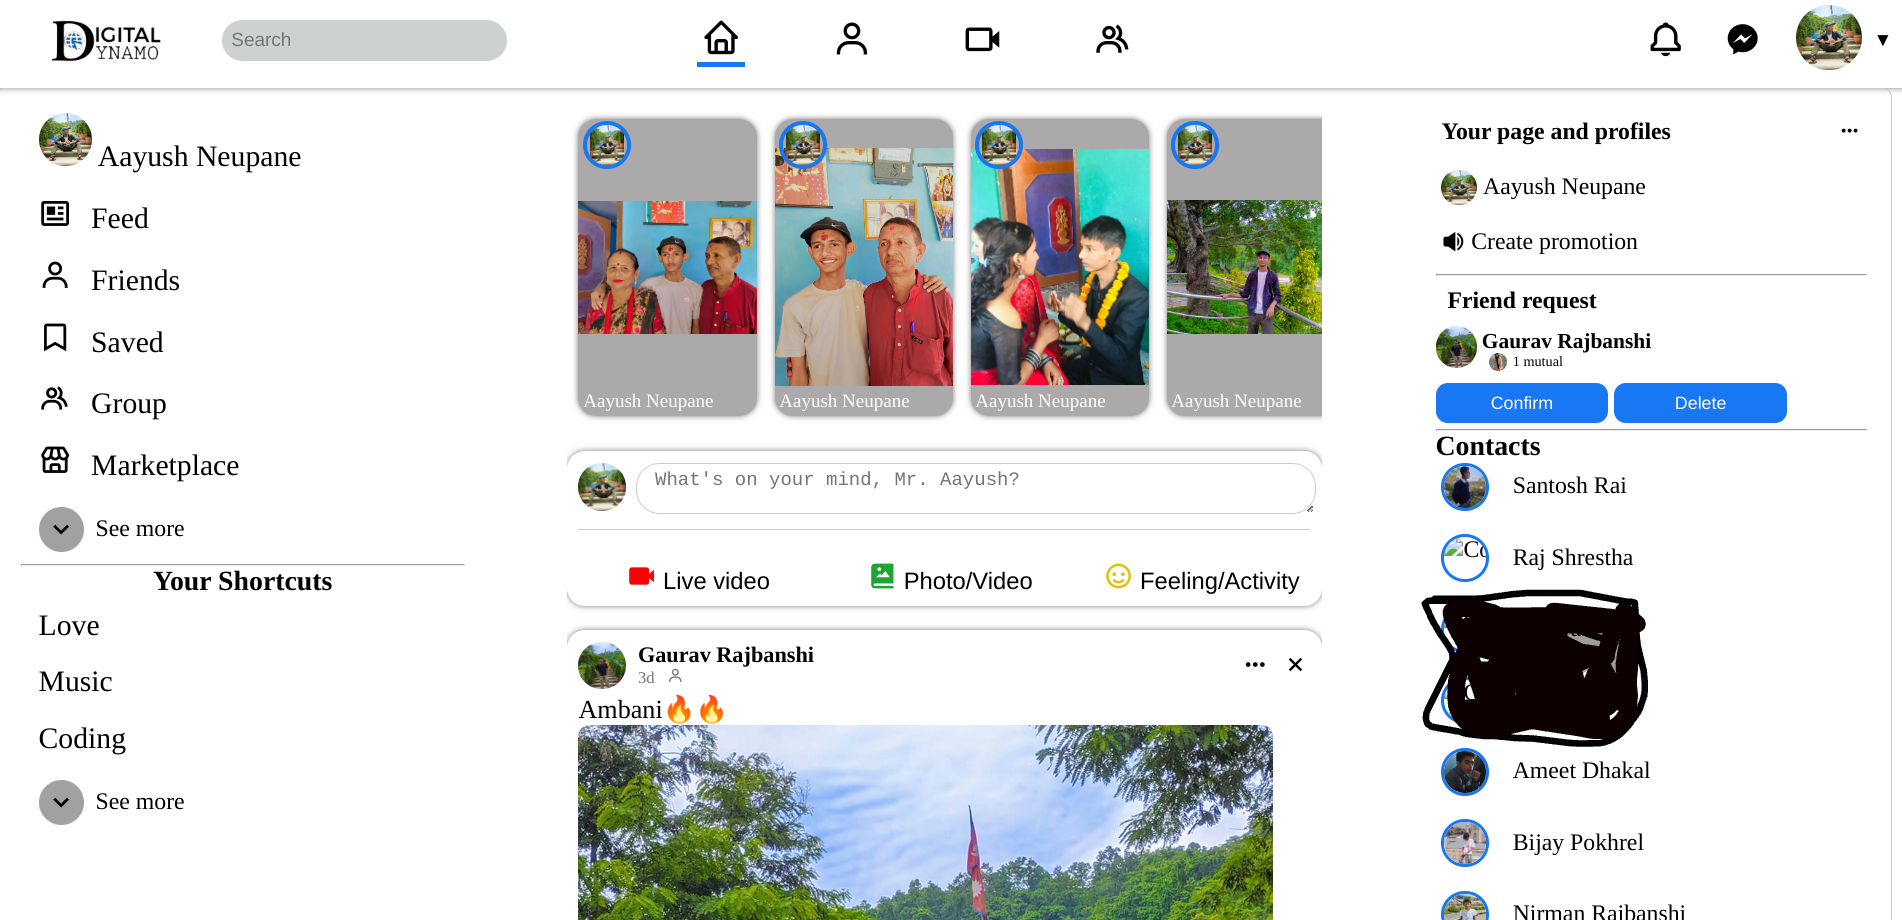 DIGITAL
YNAMO
Search
Aayush Neupane
Feed
Friends
Saved
Group
Marketplace
See more
Your Shortcuts
Love
Music
Coding
See more
Aayush Neupane
Aayush Neupane
Aayush Neupane
Aayush Neupane
What's on your mind, Mr. Aayush?
Live video
Photo/Video
Feeling/Activity
Gaurav Rajbanshi
3d
Ambani🔥🔥
Your page and profiles
Aayush Neupane
Create promotion
Friend request
Gaurav Rajbanshi
1 mutual
Confirm
Delete
Contacts
Santosh Rai
Raj Shrestha
Ameet Dhakal
Bijay Pokhrel
Nirman Rajbanshi